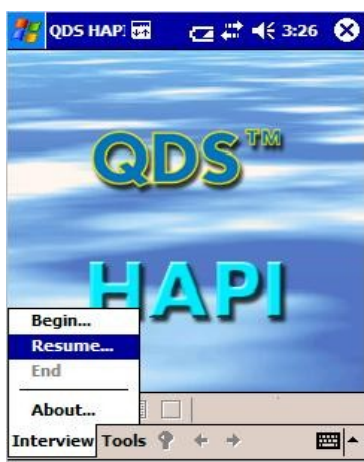 QDS HAPI 3:26
QDS™
HAPI
Begin...
Resume...
End
About...
Interview Tools